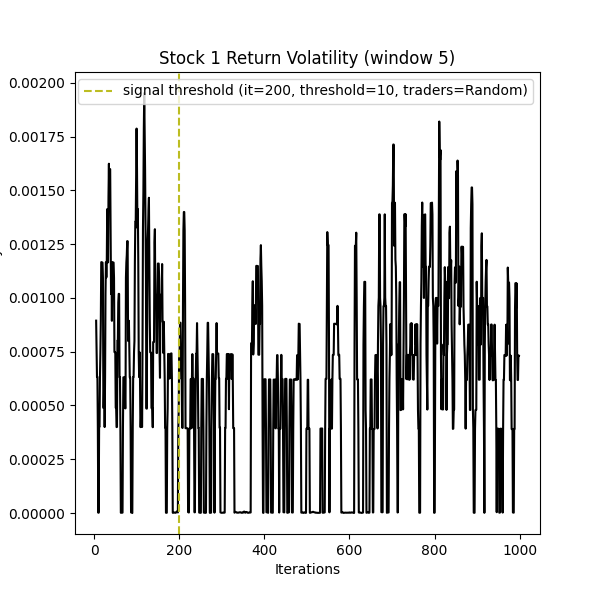 Stock 1 Return Volatility (window 5)
signal threshold (it=200, threshold=10, traders=Random)
0.00200
0.00175
0.00150
0.00125
0.00100
0.00075
0.00050
0.00025
0.00000
0 200 400 600 800 1000
Iterations